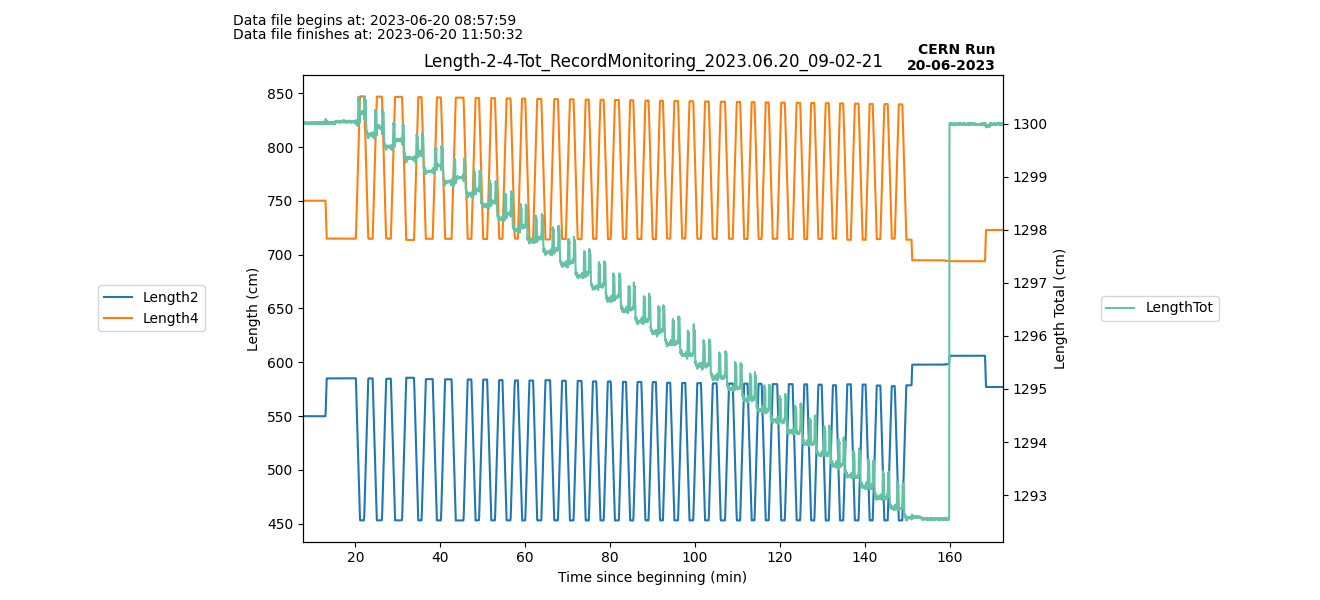 Data file begins at: 2023-06-20 08:57:59
Data file finishes at: 2023-06-20 11:50:32
CERN Run
20-06-2023
Length-2-4-Tot_RecordMonitoring_2023.06.20_09-02-21
850
800
750
700
650
600
550
500
450
Length (cm)
Length2
Length4
1300
1299
1298
1297
1296
1295
1294
1293
Length Total (cm)
LengthTot
20 40 60 80 100 120 140 160
Time since beginning (min)